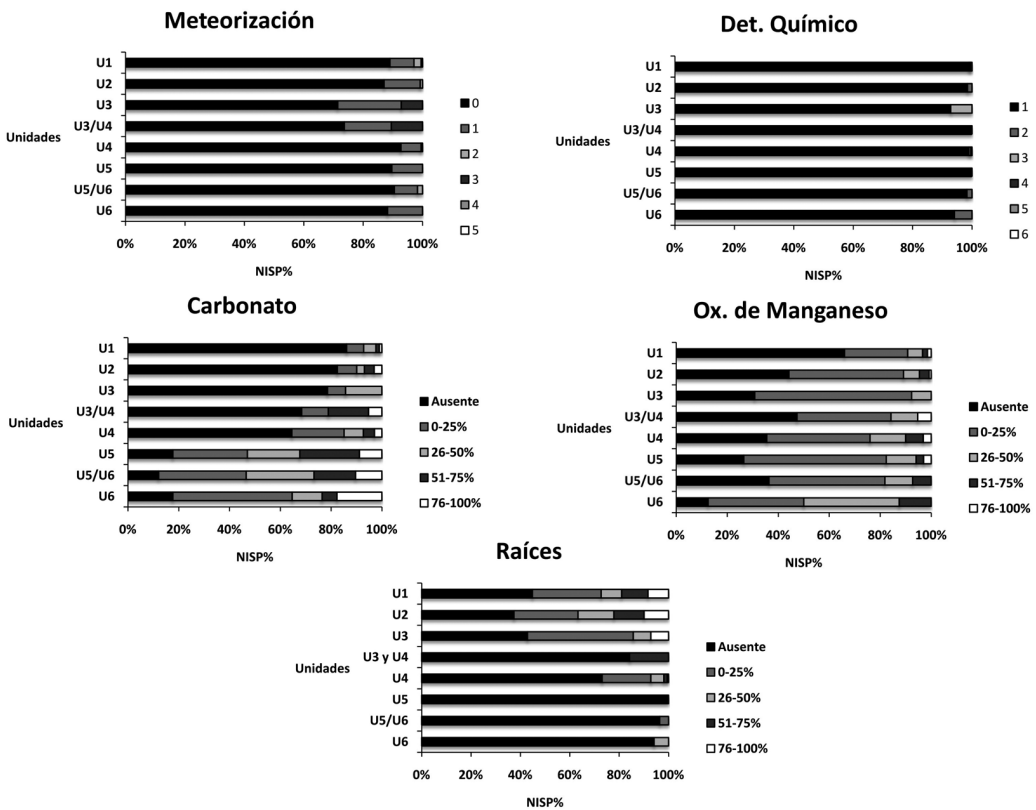 Meteorización
U1
U2
U3
U3/U4
U4
U5
U5/U6
U6
Unidades
0% 20% 40% 60% 80% 100%
NISP%
0
1
2
3
4
5
Det. Químico
U1
U2
U3
U3/U4
U4
U5
U5/U6
U6
Unidades
0% 20% 40% 60% 80% 100%
NISP%
1
2
3
4
5
6
Carbonato
U1
U2
U3
U3/U4
U4
U5
U5/U6
U6
Unidades
0% 20% 40% 60% 80% 100%
NISP%
Ausente
0-25%
26-50%
51-75%
76-100%
Ox. de Manganeso
U1
U2
U3
U3/U4
U4
U5
U5/U6
U6
Unidades
0% 20% 40% 60% 80% 100%
NISP%
Ausente
0-25%
26-50%
51-75%
76-100%
Raíces
U1
U2
U3
U3 y U4
U4
U5
U5/U6
U6
Unidades
0% 20% 40% 60% 80% 100%
NISP%
Ausente
0-25%
26-50%
51-75%
76-100%